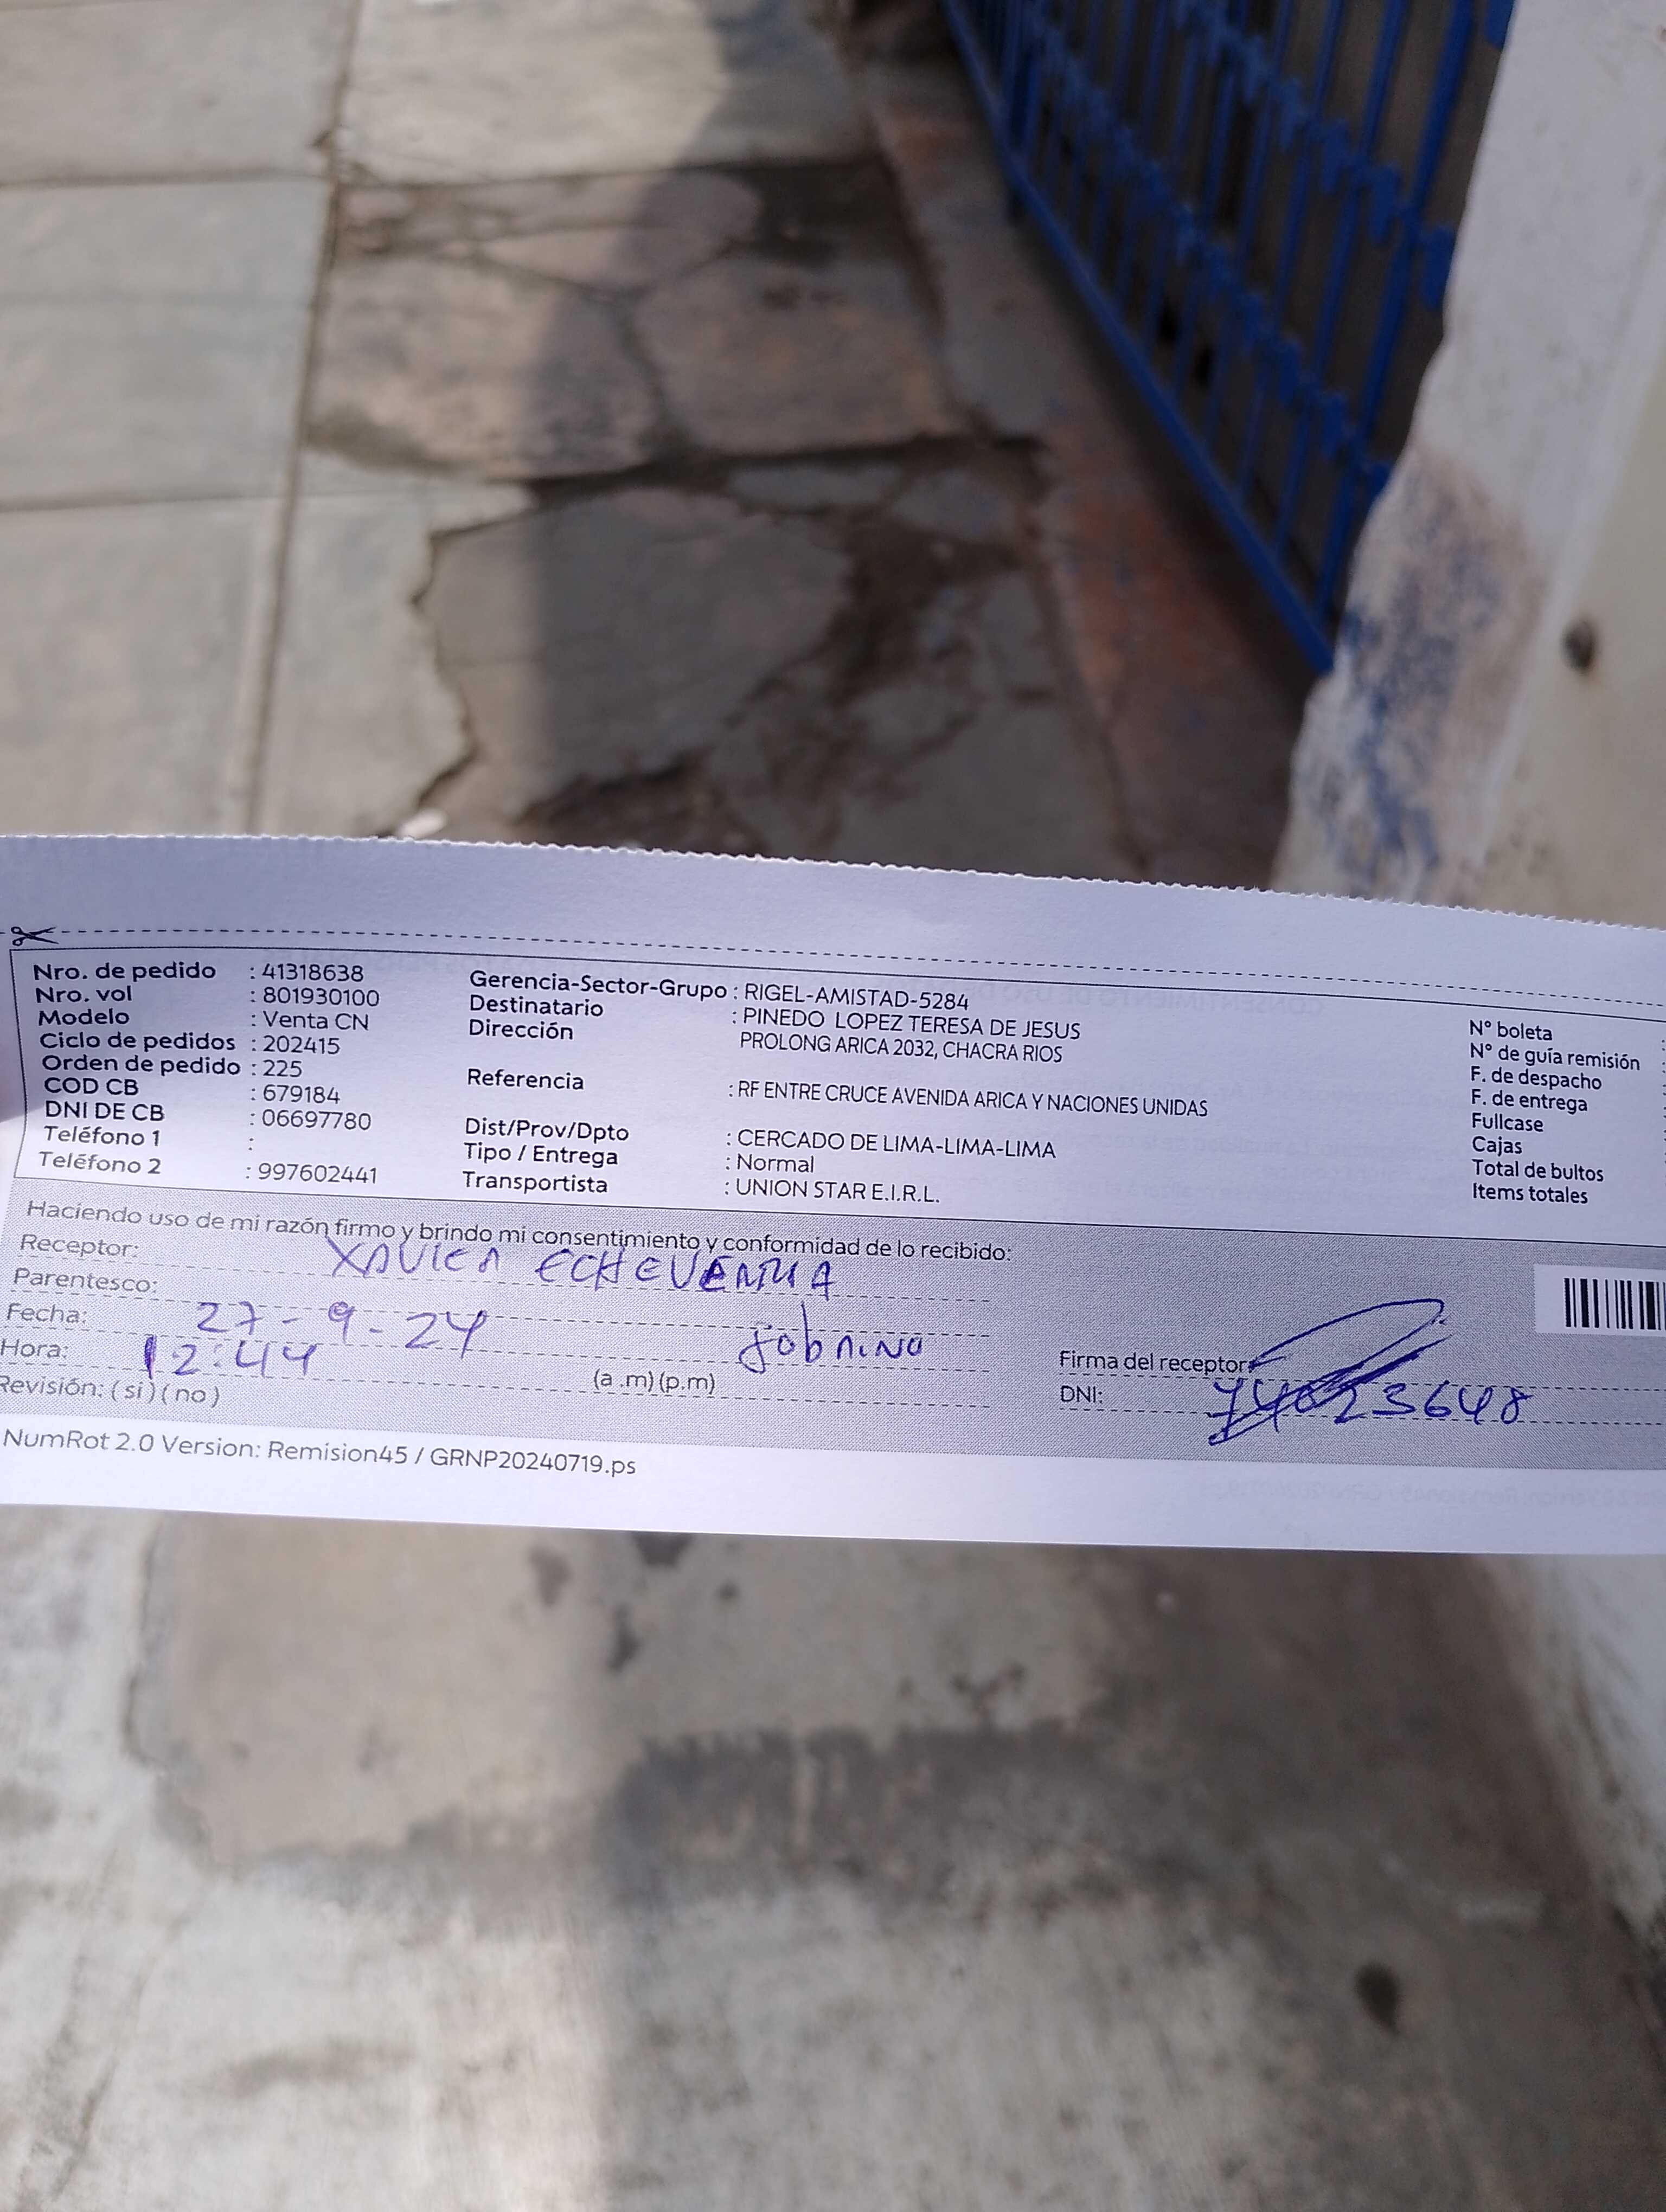 Nro. de pedido : 41318638
Nro. vol : 801930100
Modelo : Venta CN
Ciclo de pedidos : 202415
Orden de pedido : 225
COD CB : 679184
DNI DE CB : 06697780
Teléfono 1 :
Teléfono 2 : 997602441
Gerencia-Sector-Grupo : RIGEL-AMISTAD-5284
Destinatario : PINEDO LOPEZ TERESA DE JESUS
Dirección PROLONG ARICA 2032, CHACRA RIOS
Referencia : RF ENTRE CRUCE AVENIDA ARICA Y NACIONES UNIDAS
Dist/Prov/Dpto : CERCADO DE LIMA-LIMA-LIMA
Tipo / Entrega : Normal
Transportista : UNION STAR E.I.R.L.
N° boleta :
N° de guía remisión :
F. de despacho
F. de entrega
Fullcase
Cajas
Total de bultos
Items totales
Haciendo uso de mi razón firmo y brindo mi consentimiento y conformidad de lo recibido:
Receptor: XAVIER ECHEVERRIA
Parentesco: sobrino
Fecha: 27-9-24
Hora: 12:44 (a .m) (p.m)
Revisión: ( si ) ( no )
Firma del receptor:
DNI: 74023648
NumRot 2.0 Version: Remision45 / GRNP20240719.ps